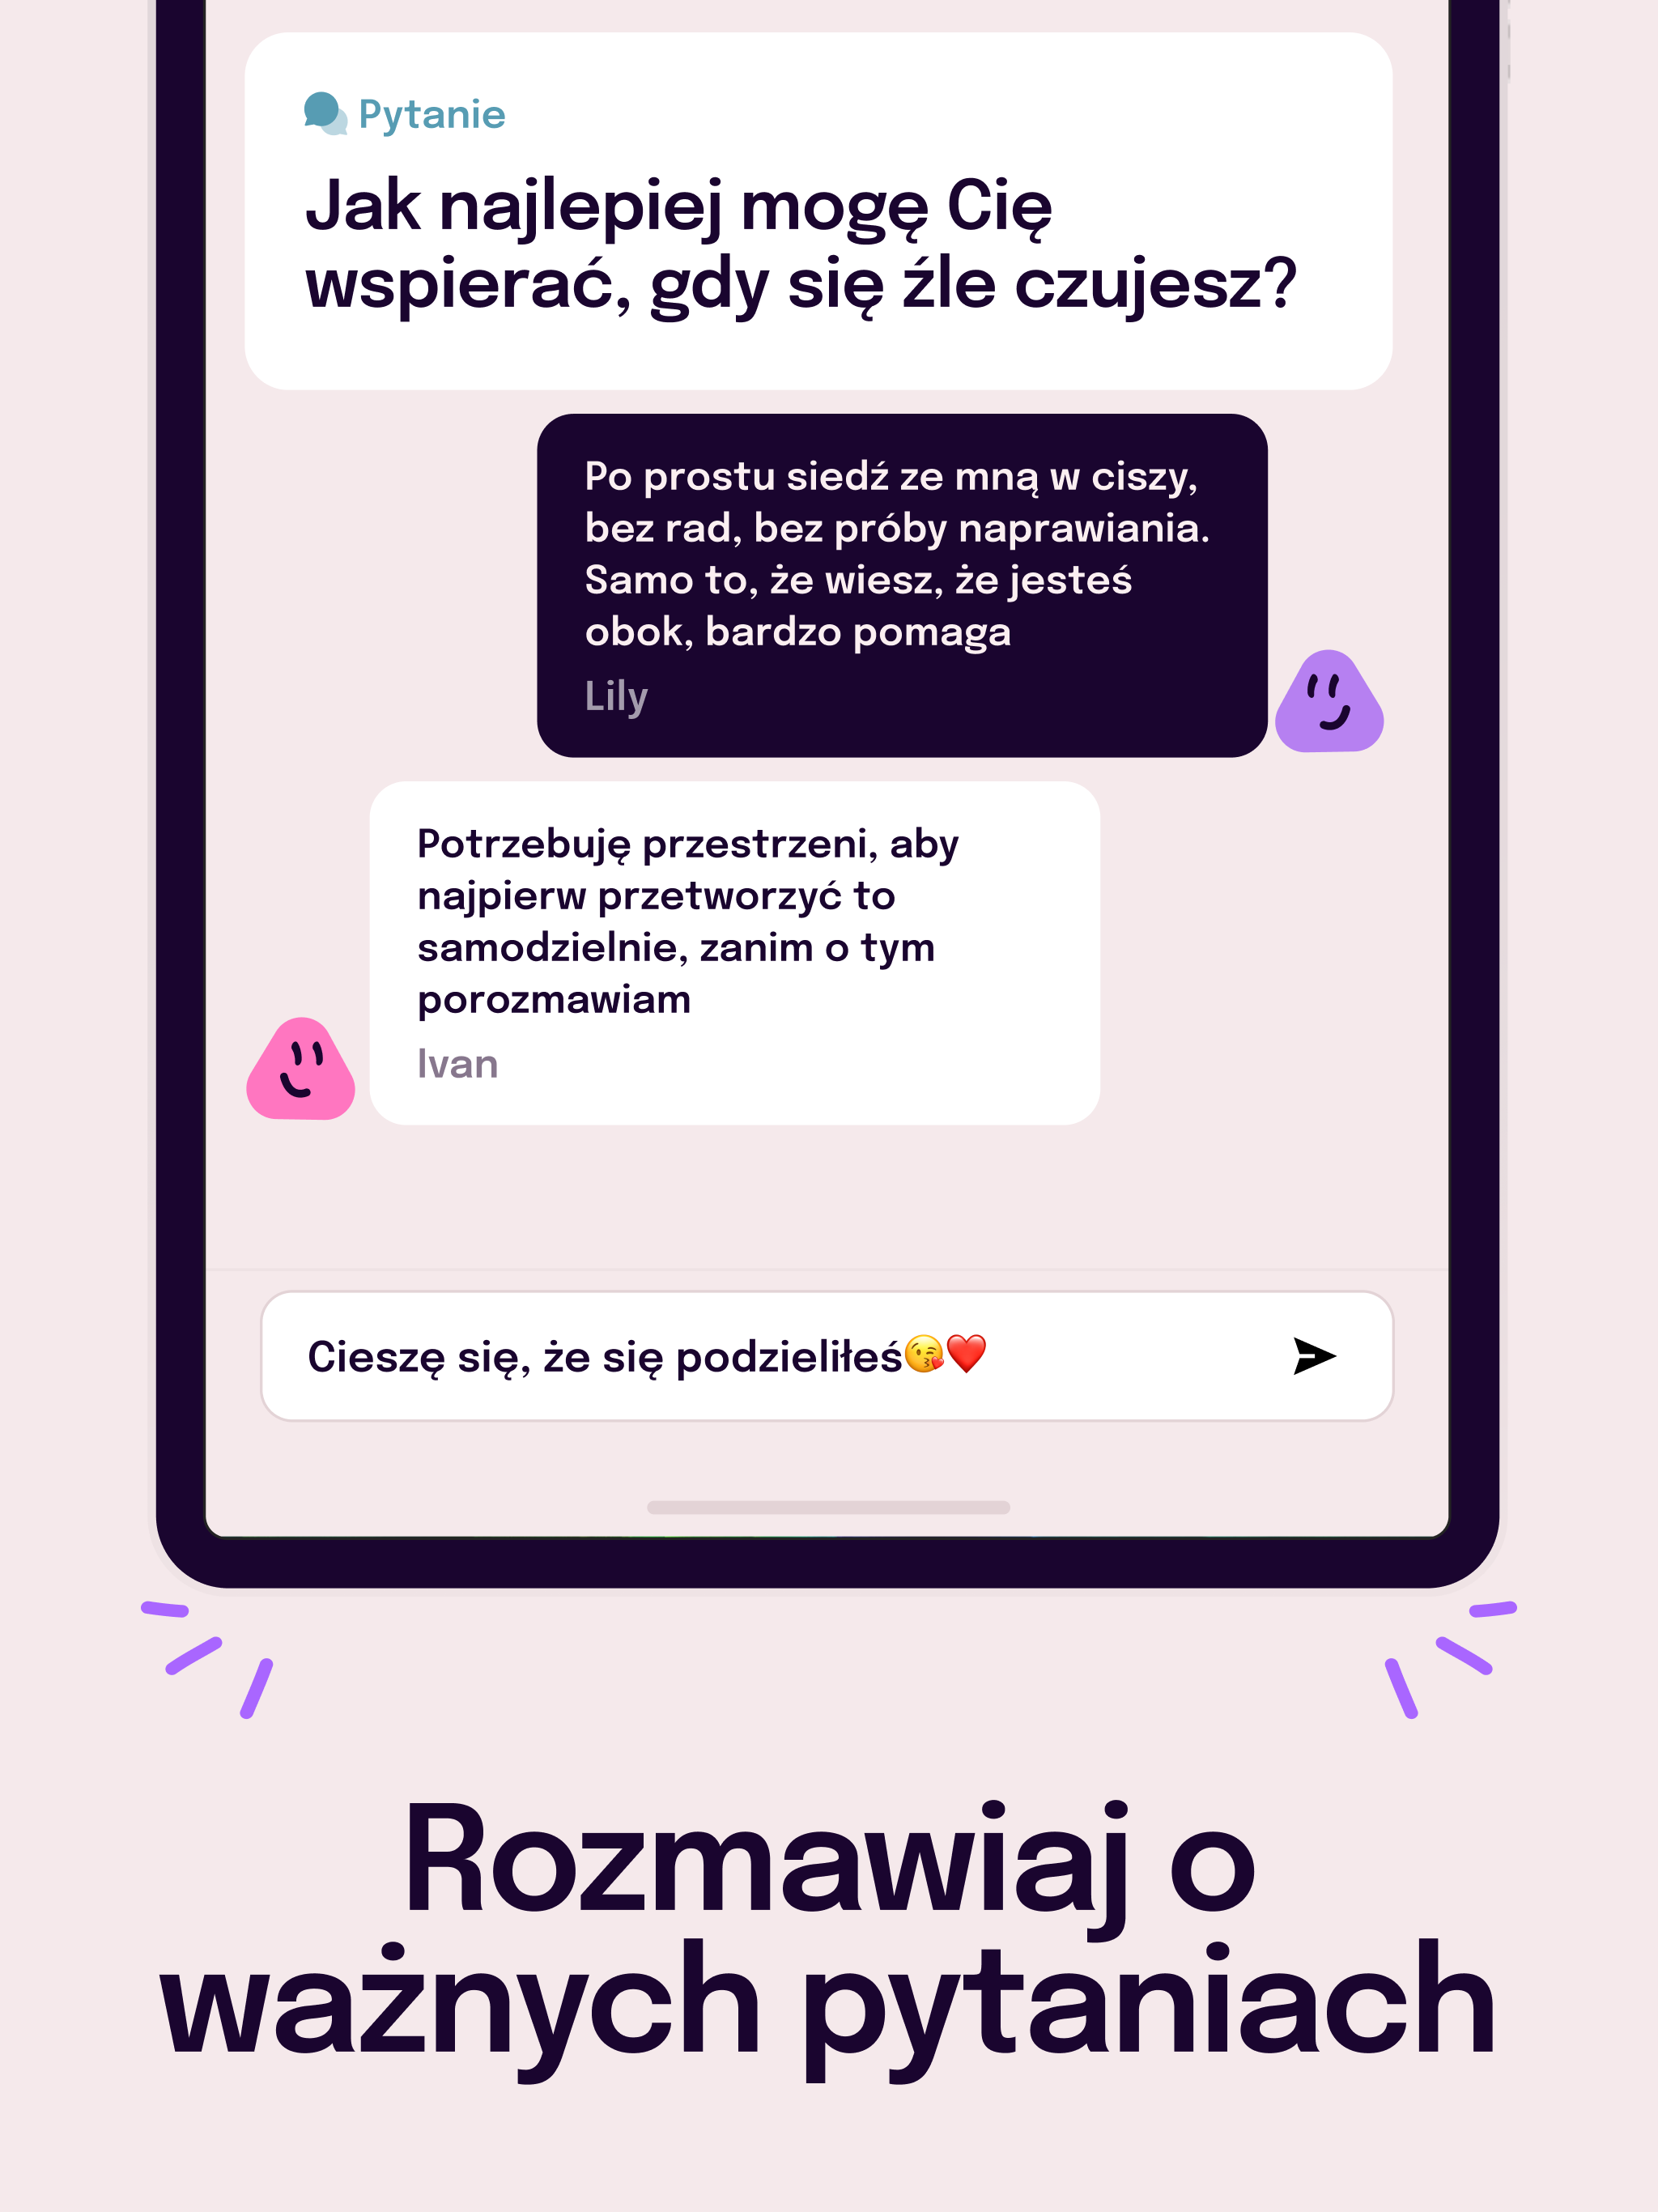 Pytanie
Jak najlepiej mogę Cię
wspierać, gdy się źle czujesz?
Po prostu siedź ze mną w ciszy,
bez rad, bez próby naprawiania.
Samo to, że wiesz, że jesteś
obok, bardzo pomaga
Lily
Potrzebuję przestrzeni, aby
najpierw przetworzyć to
samodzielnie, zanim o tym
porozmawiam
Ivan
Cieszę się, że się podzieliłeś😘❤️
Rozmawiaj o
ważnych pytaniach